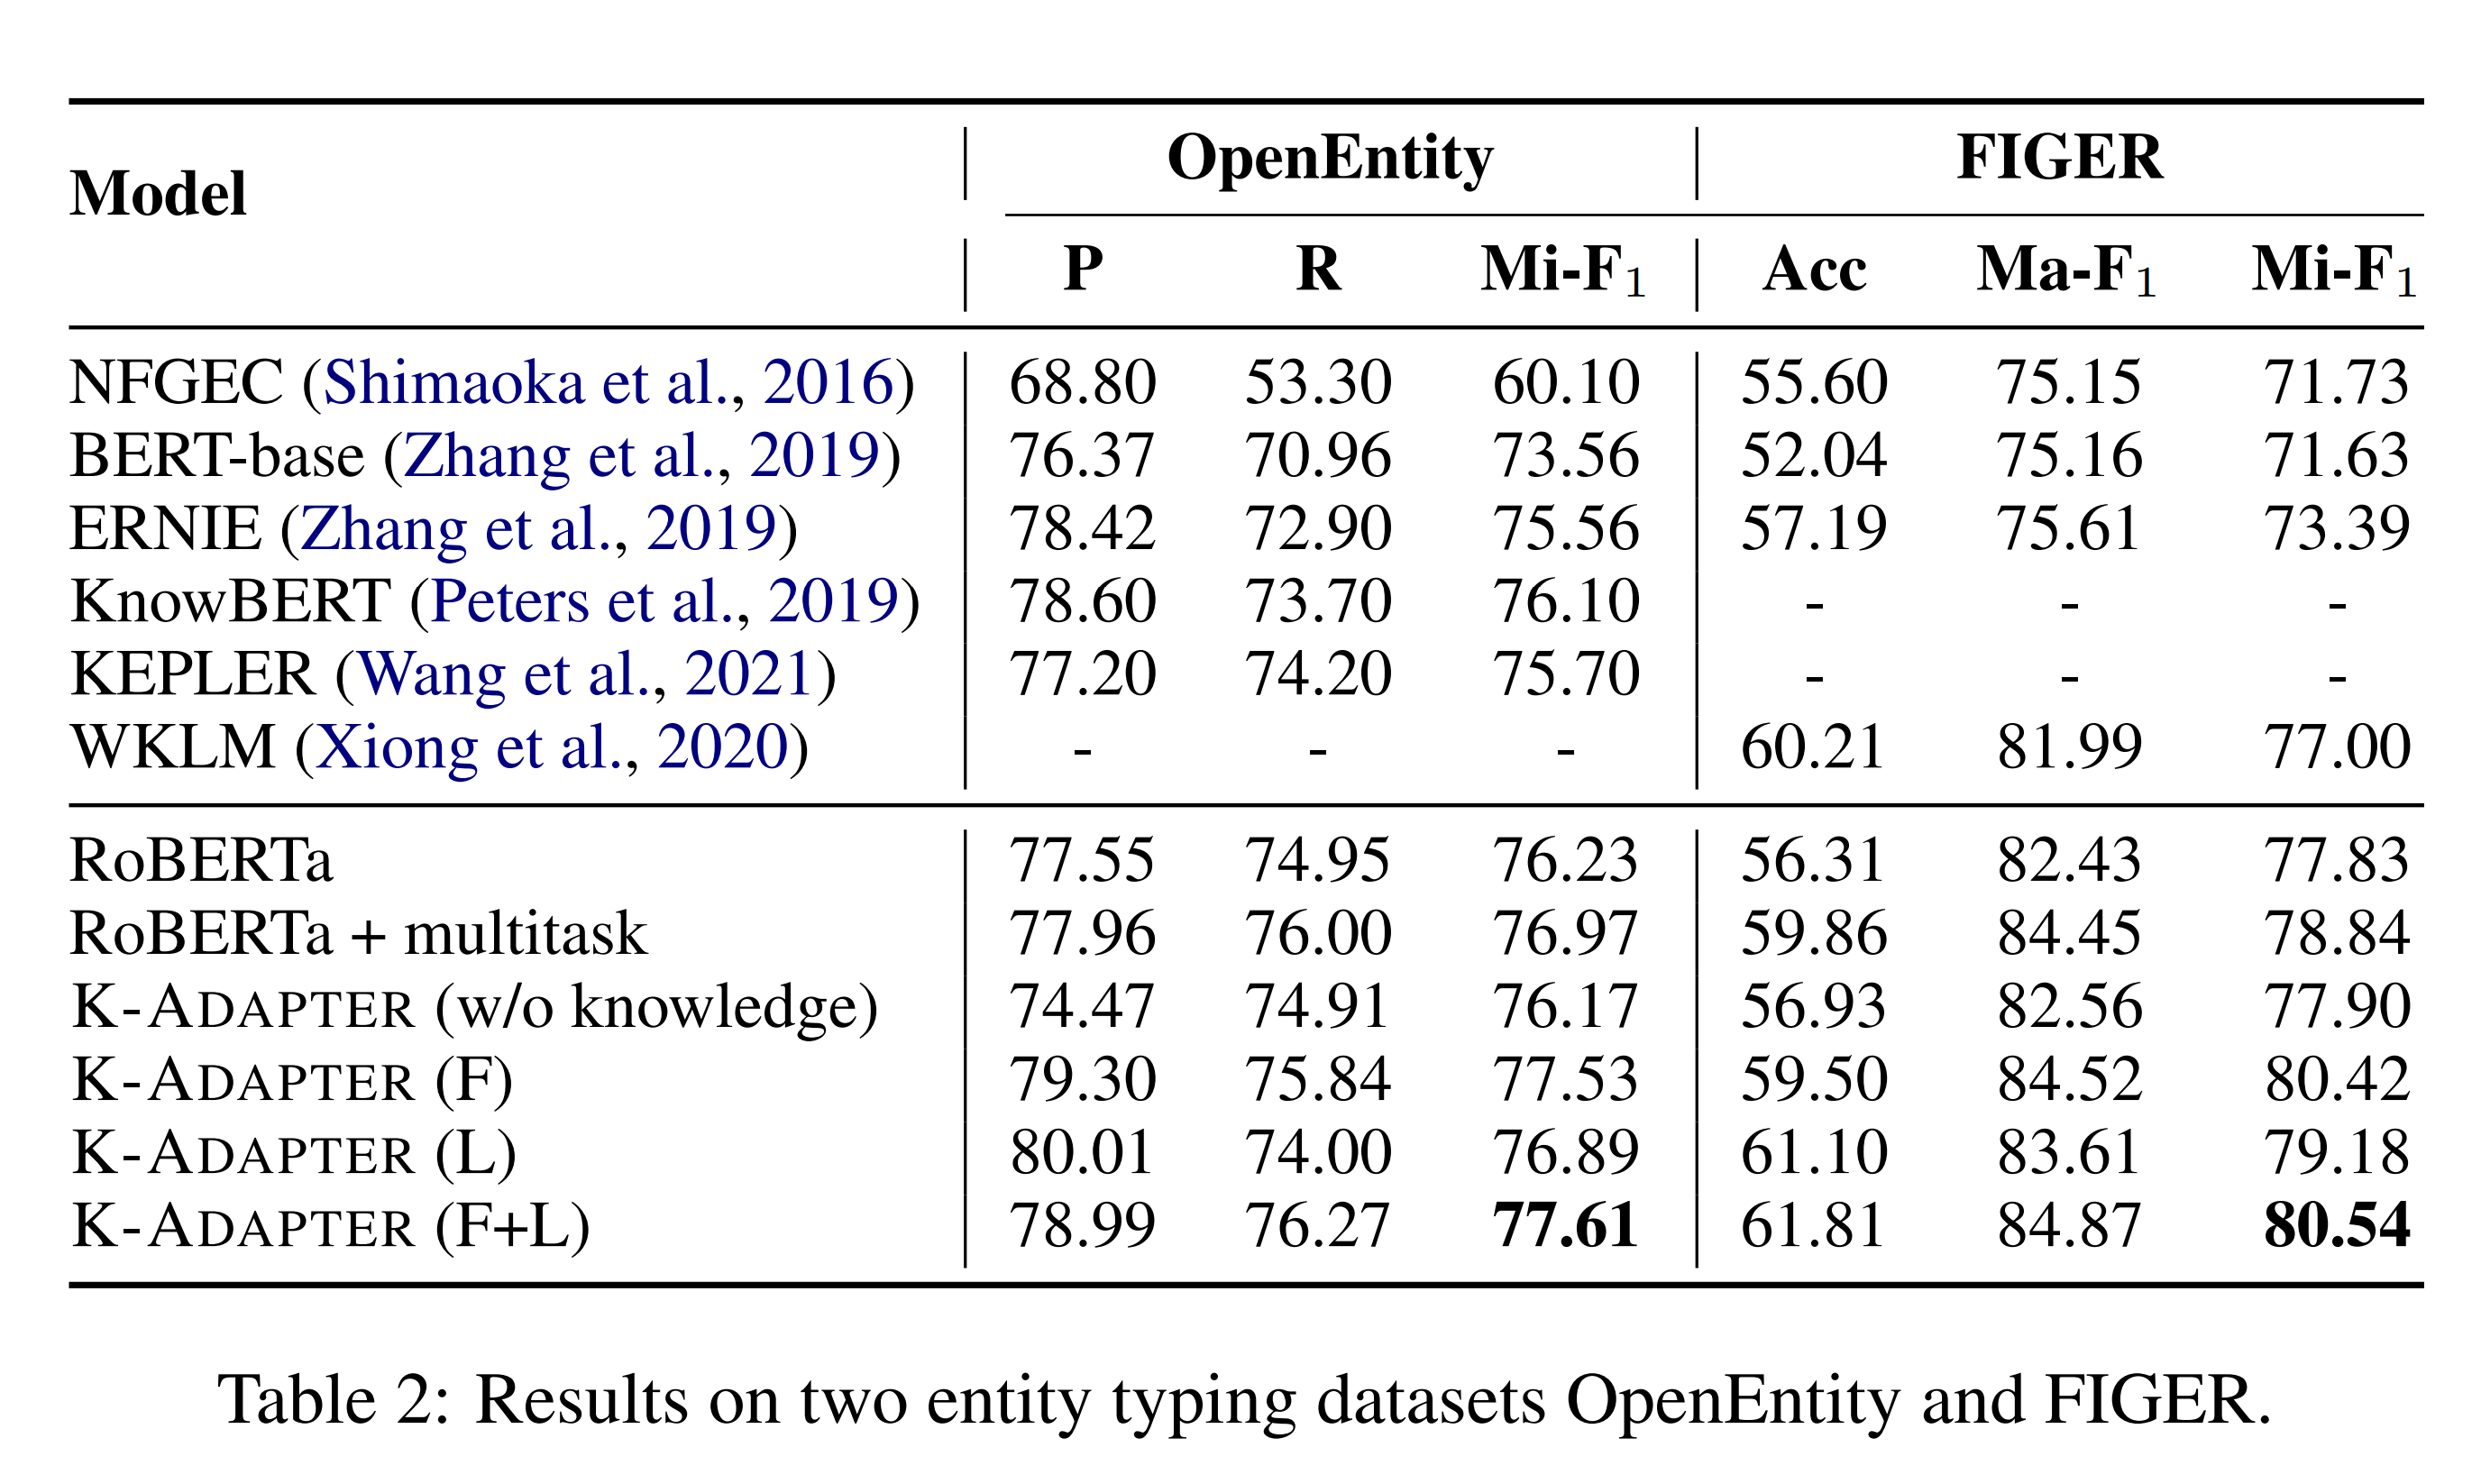 Model OpenEntity FIGER
P R Mi-F1 Acc Ma-F1 Mi-F1
NFGEC (Shimaoka et al., 2016) 68.80 53.30 60.10 55.60 75.15 71.73
BERT-base (Zhang et al., 2019) 76.37 70.96 73.56 52.04 75.16 71.63
ERNIE (Zhang et al., 2019) 78.42 72.90 75.56 57.19 75.61 73.39
KnowBERT (Peters et al., 2019) 78.60 73.70 76.10 - - -
KEPLER (Wang et al., 2021) 77.20 74.20 75.70 - - -
WKLM (Xiong et al., 2020) - - - 60.21 81.99 77.00
RoBERTa 77.55 74.95 76.23 56.31 82.43 77.83
RoBERTa + multitask 77.96 76.00 76.97 59.86 84.45 78.84
K-ADAPTER (w/o knowledge) 74.47 74.91 76.17 56.93 82.56 77.90
K-ADAPTER (F) 79.30 75.84 77.53 59.50 84.52 80.42
K-ADAPTER (L) 80.01 74.00 76.89 61.10 83.61 79.18
K-ADAPTER (F+L) 78.99 76.27 77.61 61.81 84.87 80.54
Table 2: Results on two entity typing datasets OpenEntity and FIGER.